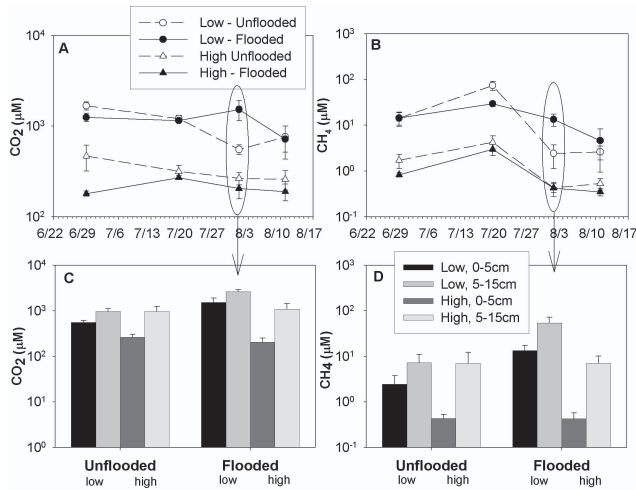 Low - Unflooded
Low - Flooded
High Unflooded
High - Flooded
A
10⁴
10³
10²
CO₂ (µM)
6/22 6/29 7/6 7/13 7/20 7/27 8/3 8/10 8/17
B
10³
10²
10¹
10⁰
10⁻¹
CH₄ (µM)
6/22 6/29 7/6 7/13 7/20 7/27 8/3 8/10 8/17
C
10⁴
10³
10²
10¹
10⁰
CO₂ (µM)
Unflooded Flooded
low high low high
D
Low, 0-5cm
Low, 5-15cm
High, 0-5cm
High, 5-15cm
10³
10²
10¹
10⁰
10⁻¹
CH4 (µM)
Unflooded Flooded
low high low high